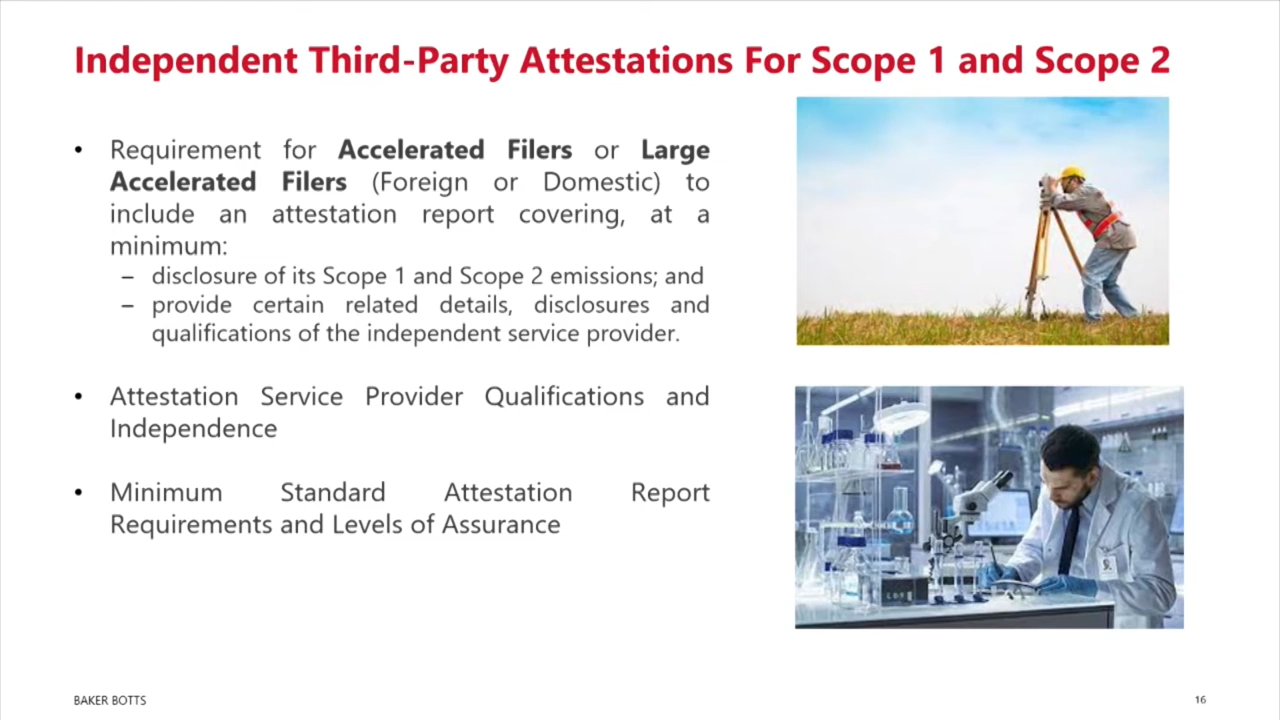 Independent Third-Party Attestations For Scope 1 and Scope 2
• Requirement for Accelerated Filers or Large
Accelerated Filers (Foreign or Domestic) to
include an attestation report covering, at a
minimum:
– disclosure of its Scope 1 and Scope 2 emissions; and
– provide certain related details, disclosures and
qualifications of the independent service provider.
• Attestation Service Provider Qualifications and
Independence
• Minimum Standard Attestation Report
Requirements and Levels of Assurance
BAKER BOTTS
16